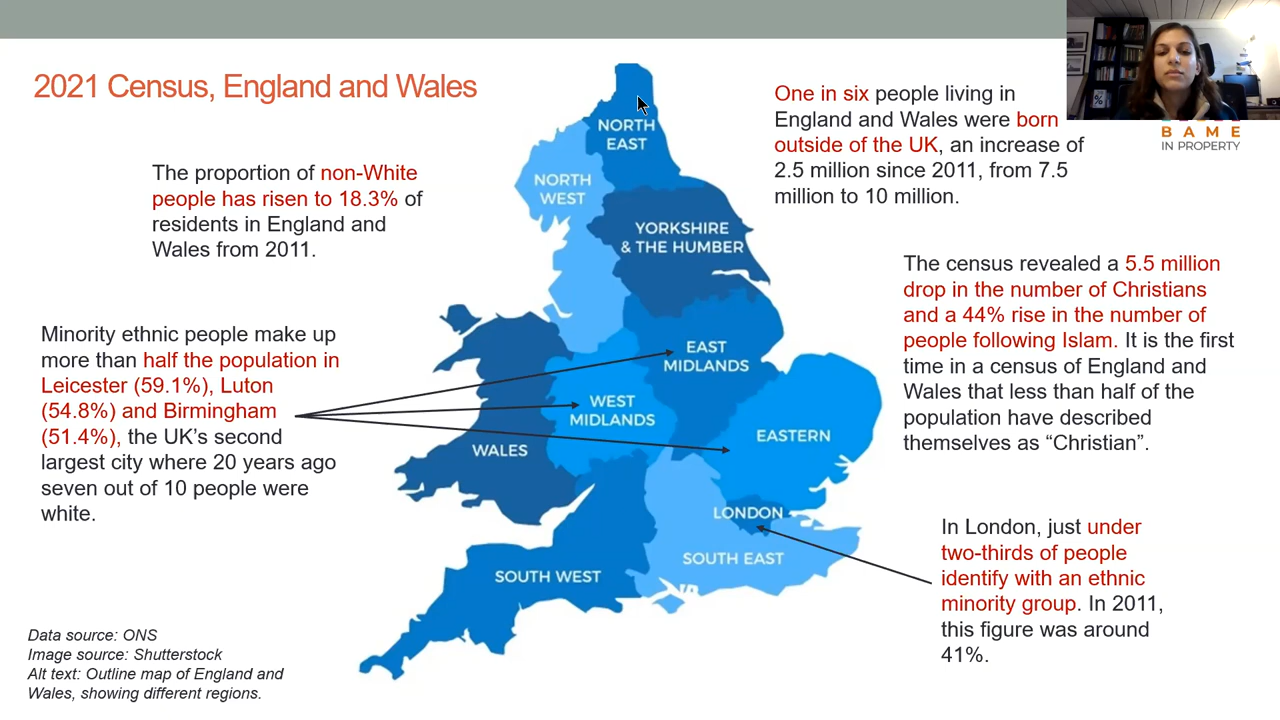 2021 Census, England and Wales
The proportion of non-White
people has risen to 18.3% of
residents in England and
Wales from 2011.
Minority ethnic people make up
more than half the population in
Leicester (59.1%), Luton
(54.8%) and Birmingham
(51.4%), the UK’s second
largest city where 20 years ago
seven out of 10 people were
white.
Data source: ONS
Image source: Shutterstock
Alt text: Outline map of England and
Wales, showing different regions.
NORTH
EAST
NORTH
WEST
YORKSHIRE
& THE HUMBER
EAST
MIDLANDS
WEST
MIDLANDS
EASTERN
WALES
LONDON
SOUTH EAST
SOUTH WEST
One in six people living in
England and Wales were born
outside of the UK, an increase of
2.5 million since 2011, from 7.5
million to 10 million.
BAME
IN PROPERTY
The census revealed a 5.5 million
drop in the number of Christians
and a 44% rise in the number of
people following Islam. It is the first
time in a census of England and
Wales that less than half of the
population have described
themselves as “Christian”.
In London, just under
two-thirds of people
identify with an ethnic
minority group. In 2011,
this figure was around
41%.